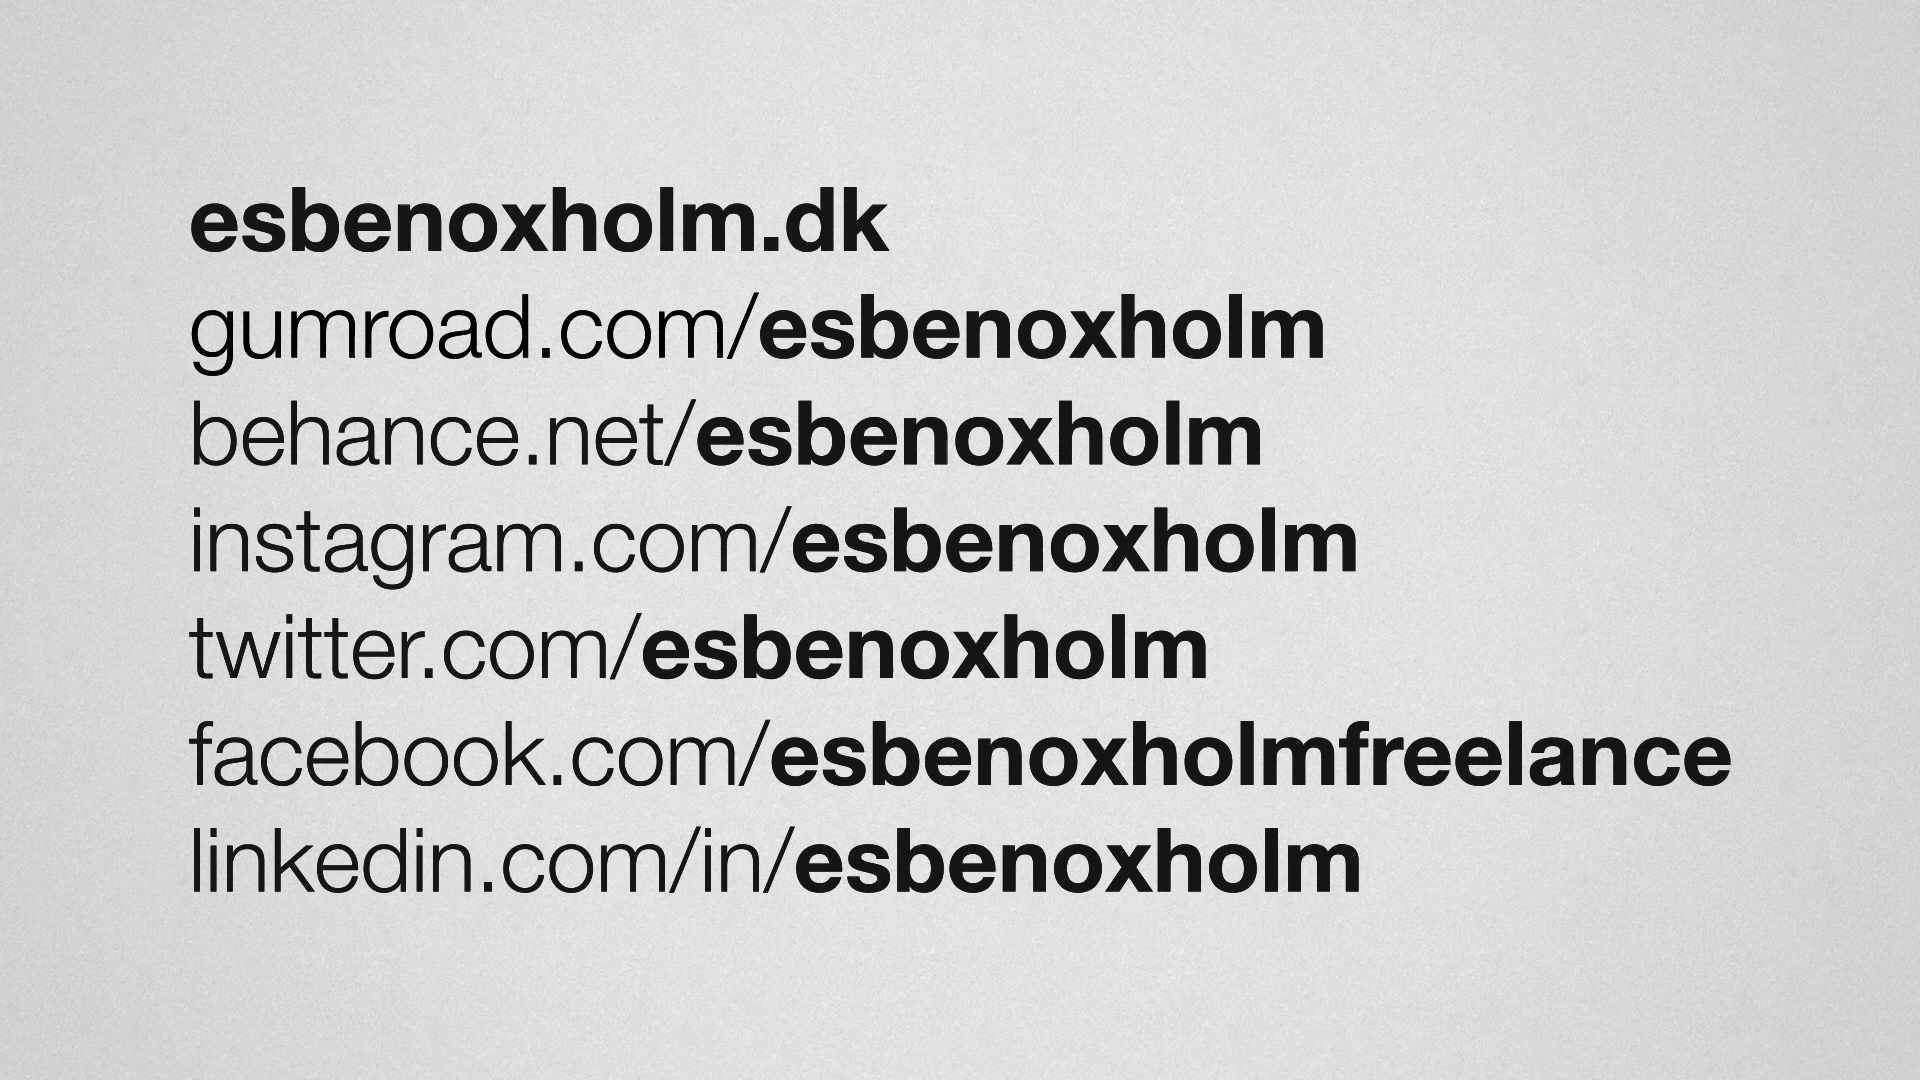 esbenoxholm.dk
gumroad.com/esbenoxholm
behance.net/esbenoxholm
instagram.com/esbenoxholm
twitter.com/esbenoxholm
facebook.com/esbenoxholmfreelance
linkedin.com/in/esbenoxholm